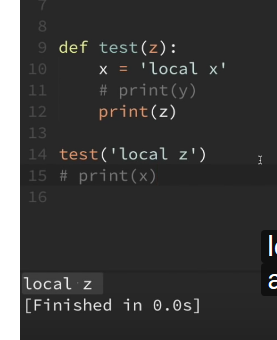 7
8
9 def test(z):
10     x = 'local x'
11     # print(y)
12     print(z)
13
14 test('local z')
15 # print(x)
16
local z
[Finished in 0.0s]